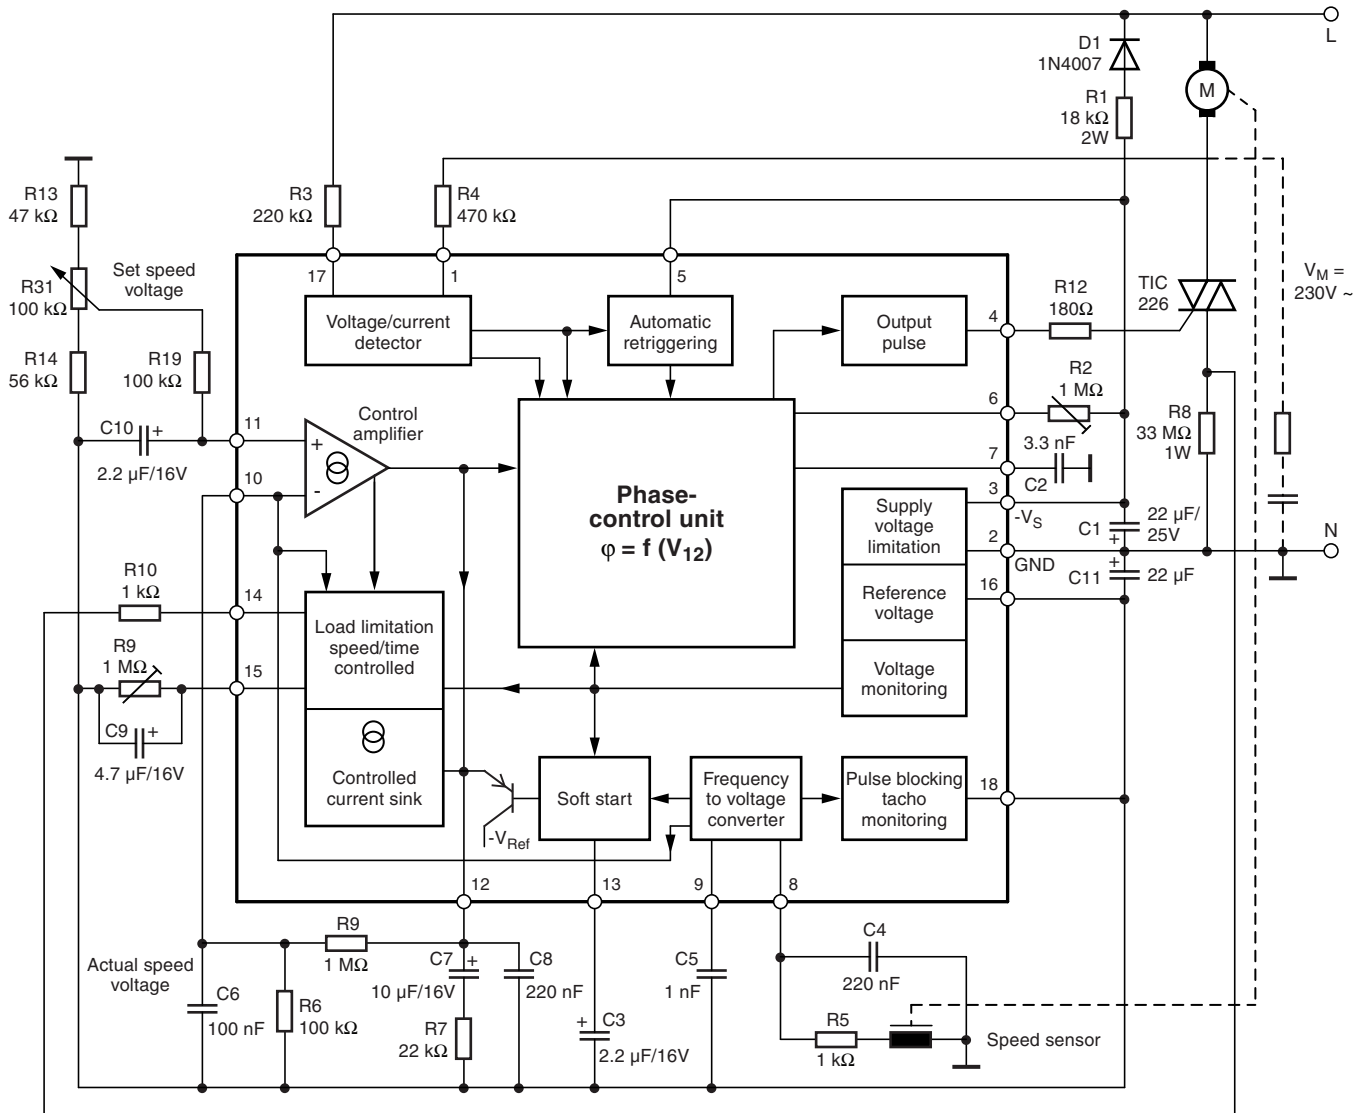 L
D1
1N4007
R1
18 kΩ
2W
M
R13
47 kΩ
R3
220 kΩ
R4
470 kΩ
Set speed
voltage
R31
100 kΩ
17
1
5
VM =
230V ~
TIC
226
R12
180Ω
4
Voltage/current
detector
Automatic
retriggering
Output
pulse
R14
56 kΩ
R19
100 kΩ
R2
1 MΩ
6
R8
33 MΩ
1W
C10
+
2.2 µF/16V
11
Control
amplifier
+
-
10
3.3 nF
7
C2
Phase-
control unit
φ = f (V12)
3
-VS
Supply
voltage
limitation
C1
+
22 µF/
25V
2
GND
N
R10
1 kΩ
14
+
C11
22 µF
16
Reference
voltage
Load limitation
speed/time
controlled
R9
1 MΩ
15
Voltage
monitoring
C9
+
4.7 µF/16V
Controlled
current sink
Soft start
Frequency
to voltage
converter
Pulse blocking
tacho
monitoring
18
-VRef
12
13
9
8
R9
1 MΩ
Actual speed
voltage
C6
100 nF
R6
100 kΩ
C7
+
10 µF/16V
C8
220 nF
R7
22 kΩ
+
C3
2.2 µF/16V
C5
1 nF
C4
220 nF
R5
1 kΩ
Speed sensor